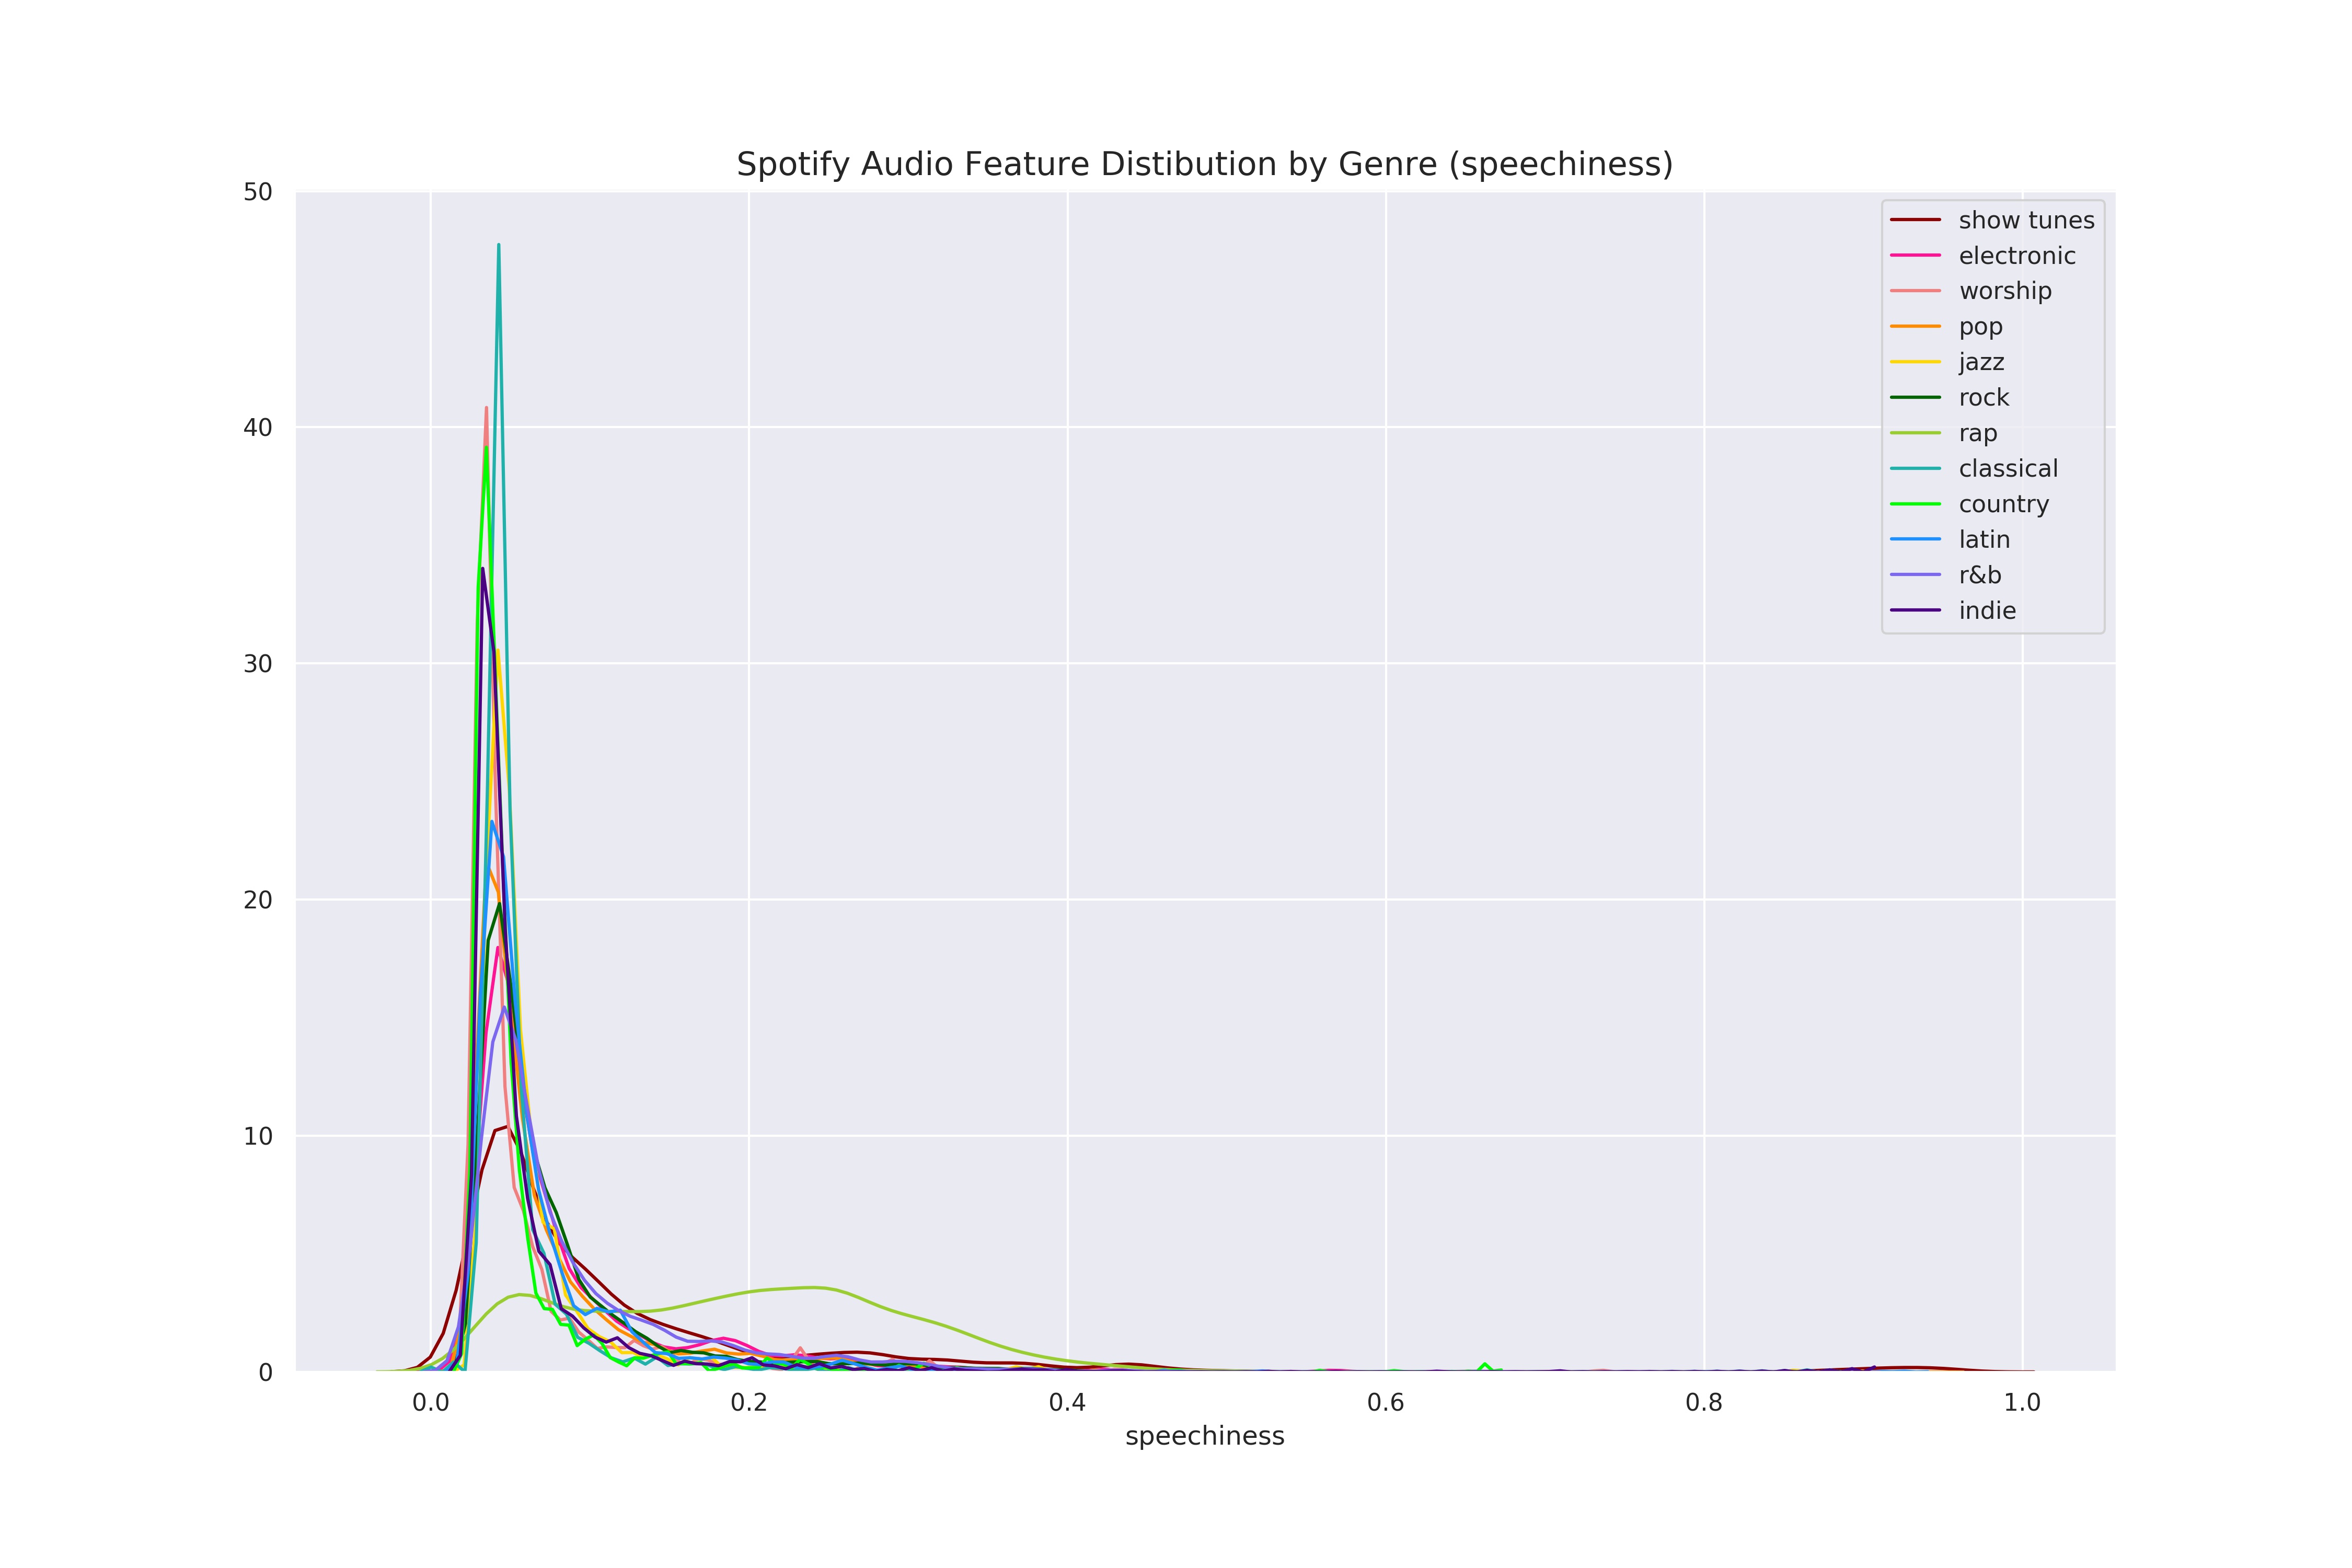 Spotify Audio Feature Distibution by Genre (speechiness)
50
40
30
20
10
0
show tunes
electronic
worship
pop
jazz
rock
rap
classical
country
latin
r&b
indie
0.0 0.2 0.4 0.6 0.8 1.0
speechiness